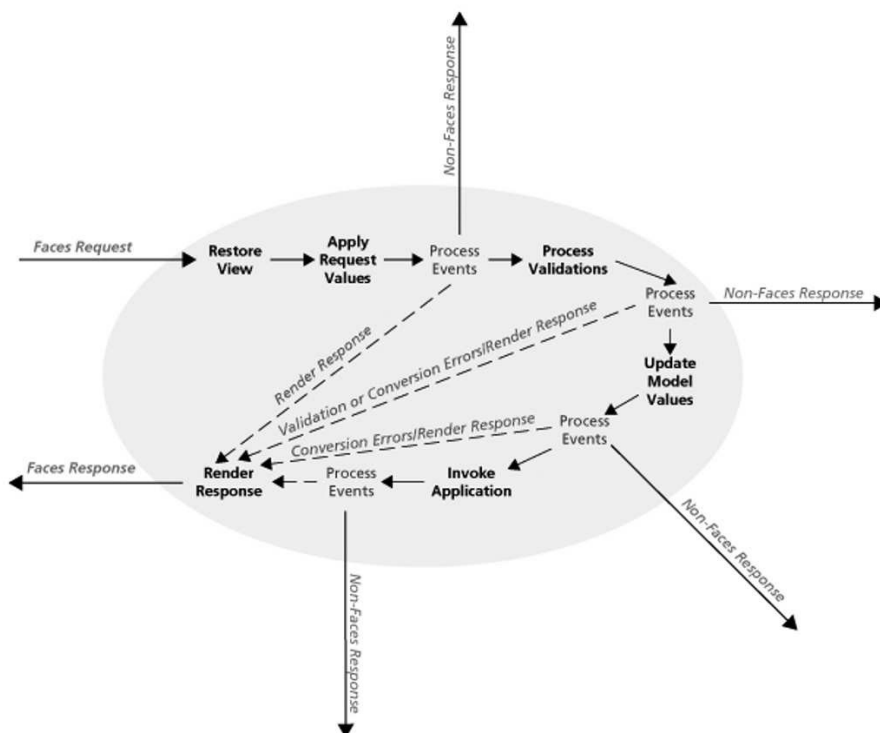 Non-Faces Response
Faces Request
Restore
View
Apply
Request
Values
Process
Events
Process
Validations
Process
Events
Non-Faces Response
Render Response
Validation or Conversion Errors/Render Response
Update
Model
Values
Conversion Errors/Render Response
Process
Events
Faces Response
Render
Response
Process
Events
Invoke
Application
Non-Faces Response
Non-Faces Response